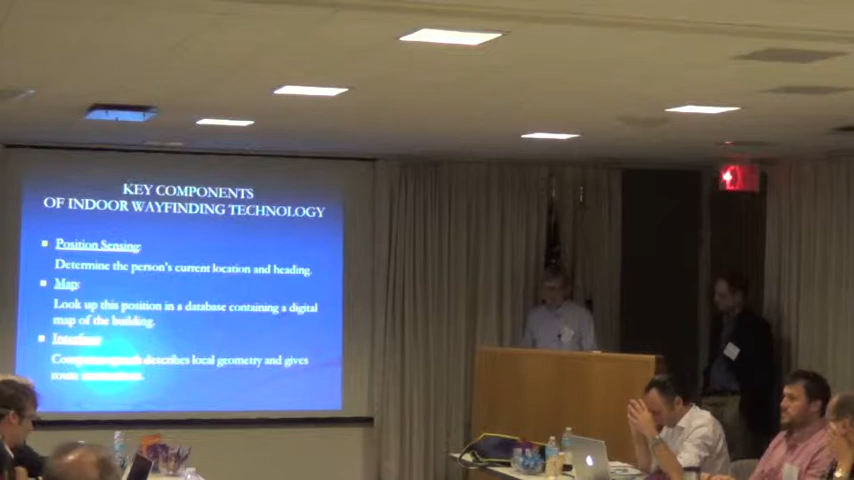 KEY COMPONENTS
OF INDOOR WAYFINDING TECHNOLOGY
Position Sensing:
Determine the person's current location and heading.
Map:
Look up this position in a database containing a digital
map of the building.
Interface:
describes local geometry and gives
route